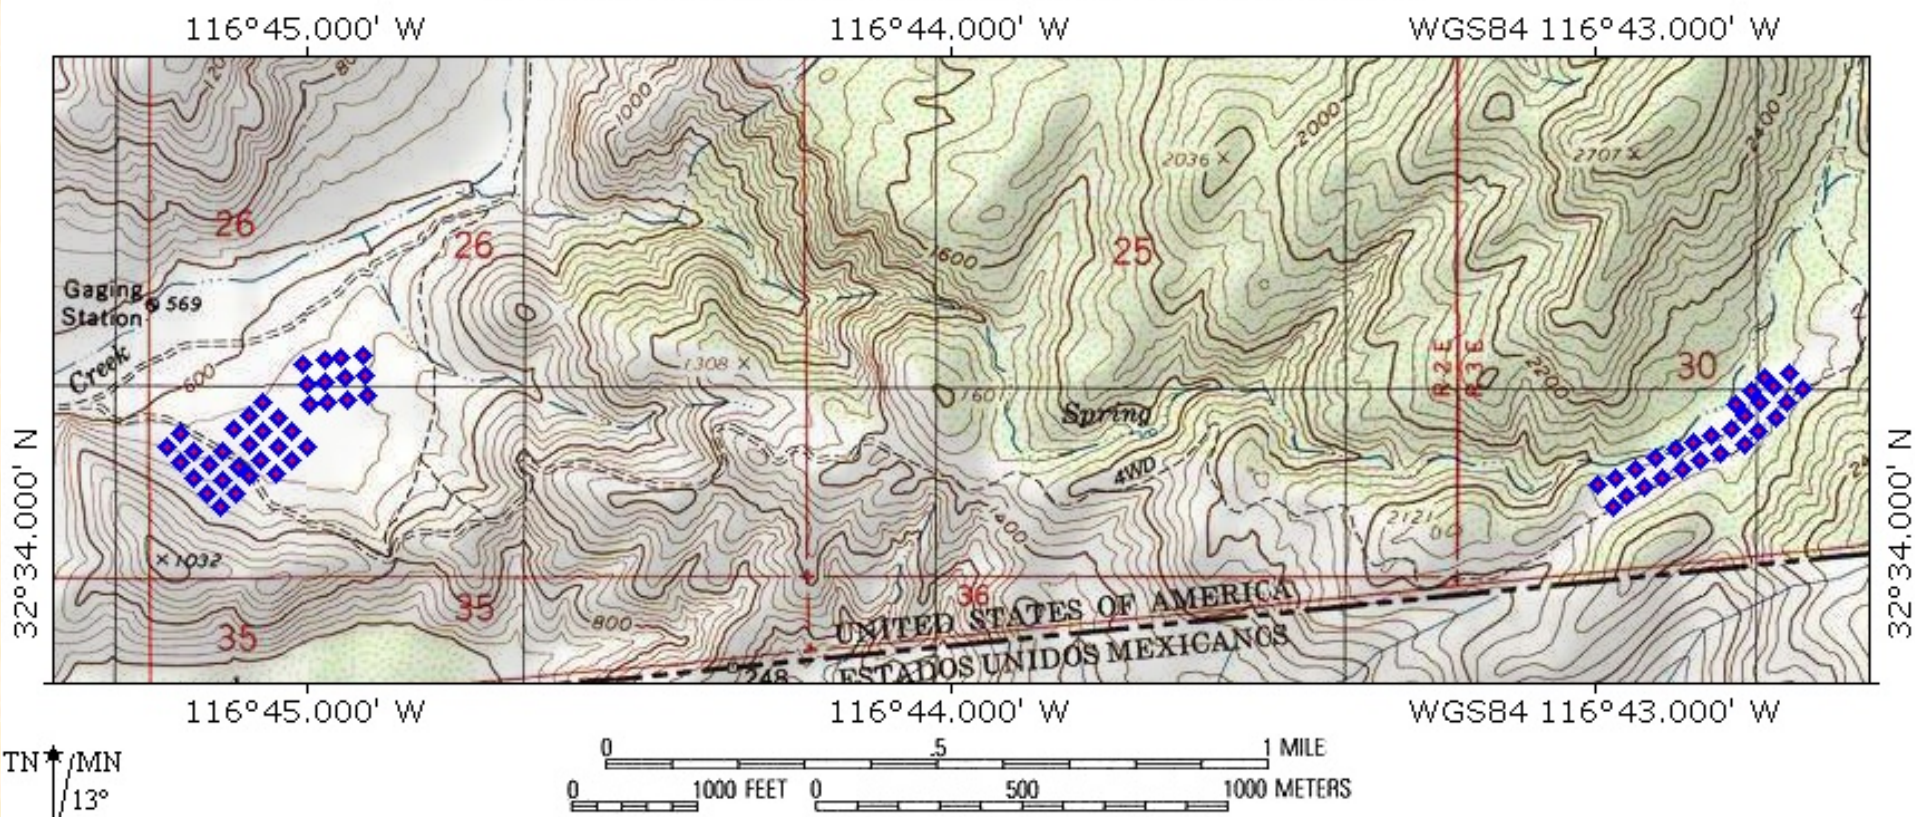 116°45.000' W 116°44.000' W WGS84 116°43.000' W
1000
2036 × 2000 2707 × 2400
26
26 25
1600
Gaging
Station 569
R 2 E
R 3 E
1308 ×
2200 30
Creek 600
1601
Spring
4WD
32°34.000' N 32°34.000' N
1400 2121
×1032
36
35
35
800
UNITED STATES OF AMERICA
ESTADOS UNIDOS MEXICANOS
248
116°45.000' W 116°44.000' W WGS84 116°43.000' W
TN MN
13°
0 .5 1 MILE
0 1000 FEET 0 500 1000 METERS